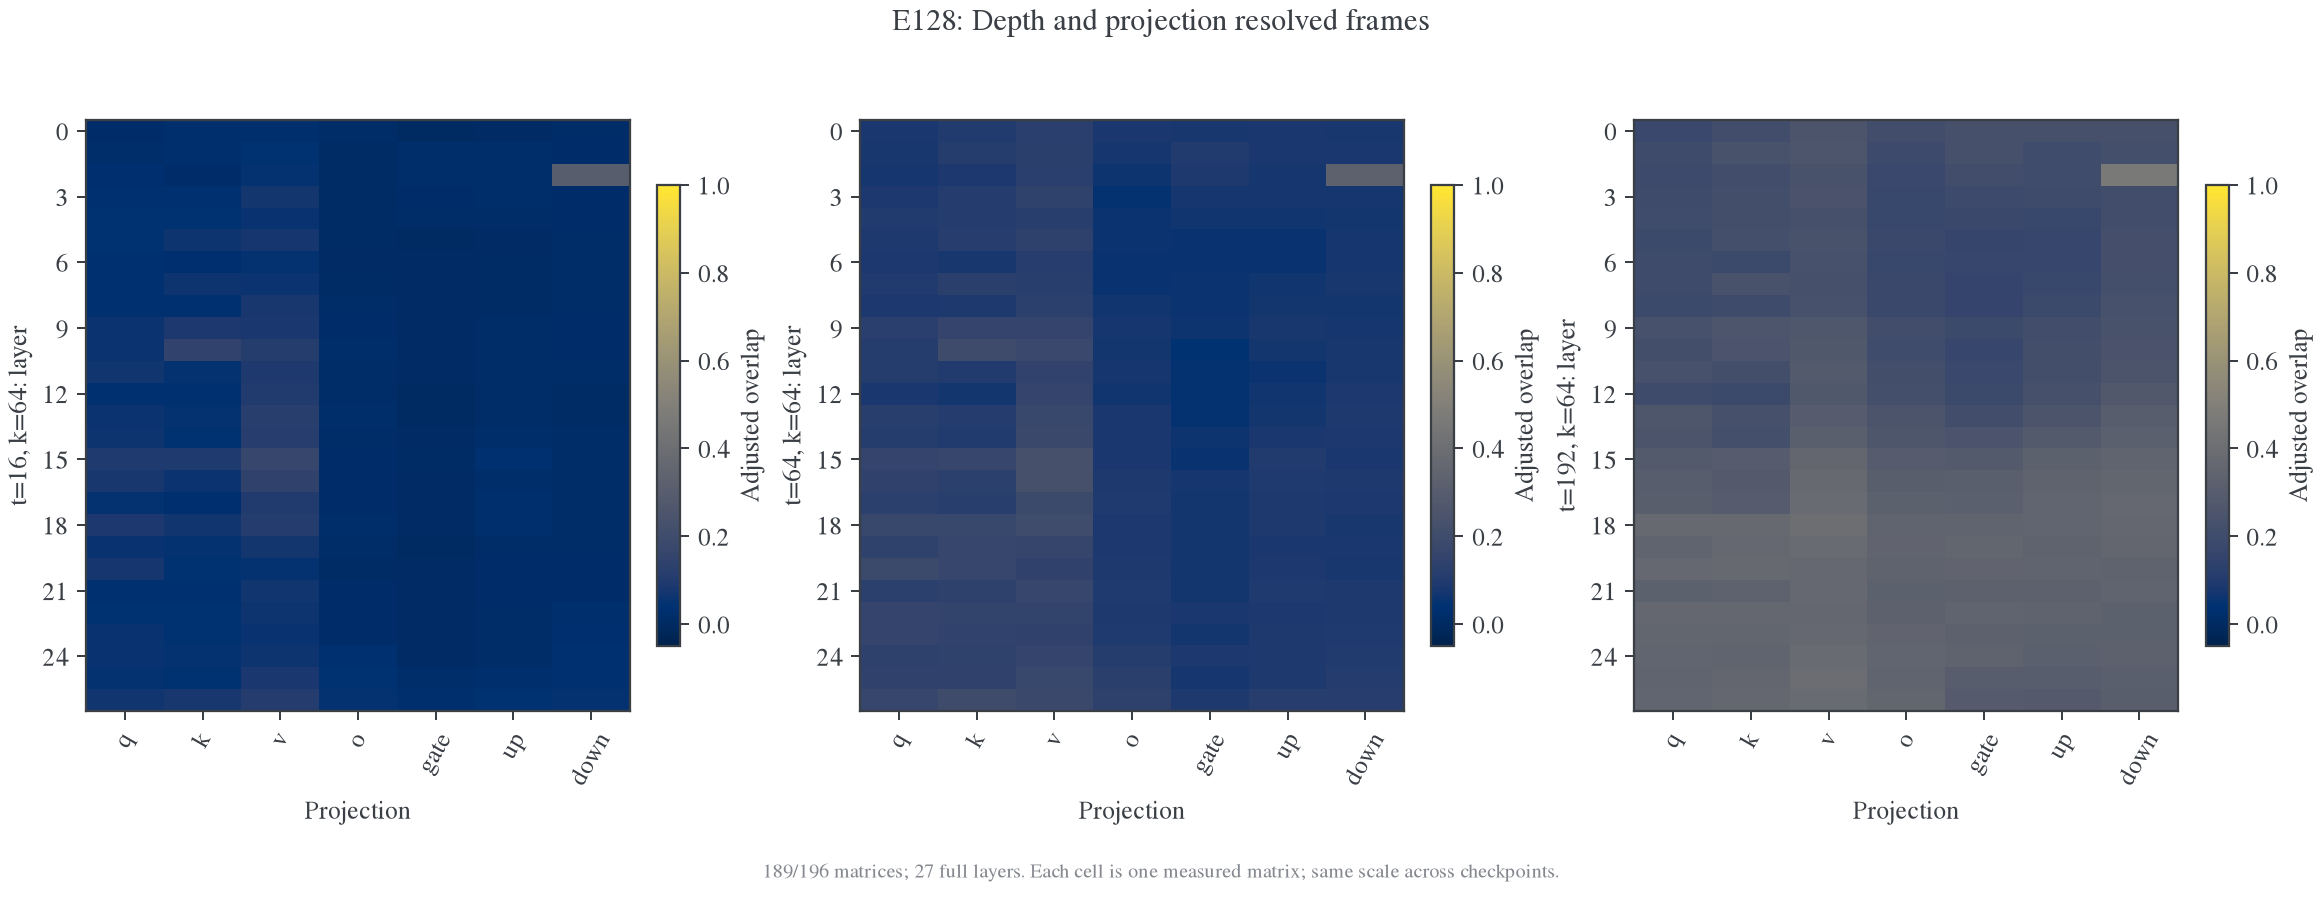 E128: Depth and projection resolved frames
t=16, k=64: layer
0
3
6
9
12
15
18
21
24
q
k
v
o
gate
up
down
Projection
1.0
0.8
0.6
0.4
0.2
0.0
Adjusted overlap
t=64, k=64: layer
0
3
6
9
12
15
18
21
24
q
k
v
o
gate
up
down
Projection
1.0
0.8
0.6
0.4
0.2
0.0
Adjusted overlap
t=192, k=64: layer
0
3
6
9
12
15
18
21
24
q
k
v
o
gate
up
down
Projection
1.0
0.8
0.6
0.4
0.2
0.0
Adjusted overlap
189/196 matrices; 27 full layers. Each cell is one measured matrix; same scale across checkpoints.